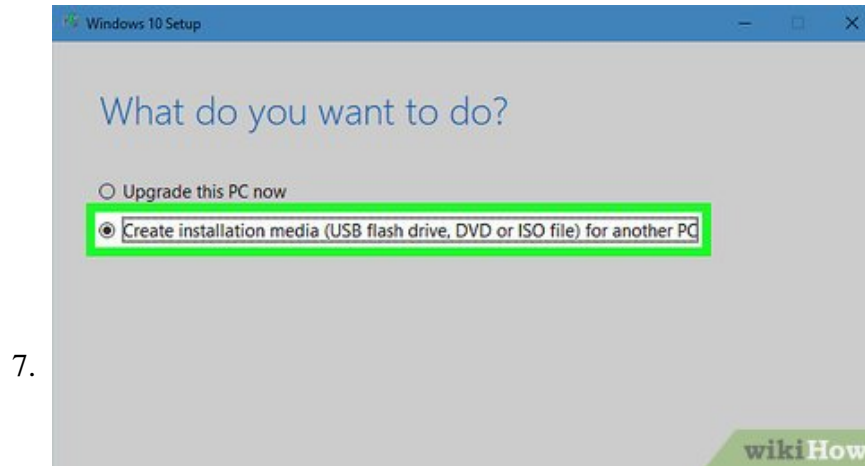 Windows 10 Setup
What do you want to do?
Upgrade this PC now
Create installation media (USB flash drive, DVD or ISO file) for another PC
7.
wikiHow